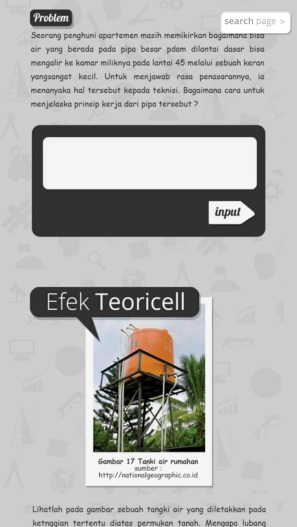 Problem
search page >
Seorang penghuni apartemen masih memikirkan bagaimana bisa
air yang berada pada pipa besar pdam dilantai dasar bisa
mengalir ke kamar miliknya pada lantai 45 melalui sebuah keran
yangsangat kecil. Untuk menjawab rasa penasarannya, ia
menanyaka hal tersebut kepada teknisi. Bagaimana cara untuk
menjelaska prinsip kerja dari pipa tersebut ?
input
Efek Teoricell
Gambar 17 Tanki air rumahan
sumber :
http://nationalgeographic.co.id
Lihatlah pada gambar sebuah tangki air yang diletakkan pada
ketnggian tertentu diatas permukan tanah. Mengapa lubang